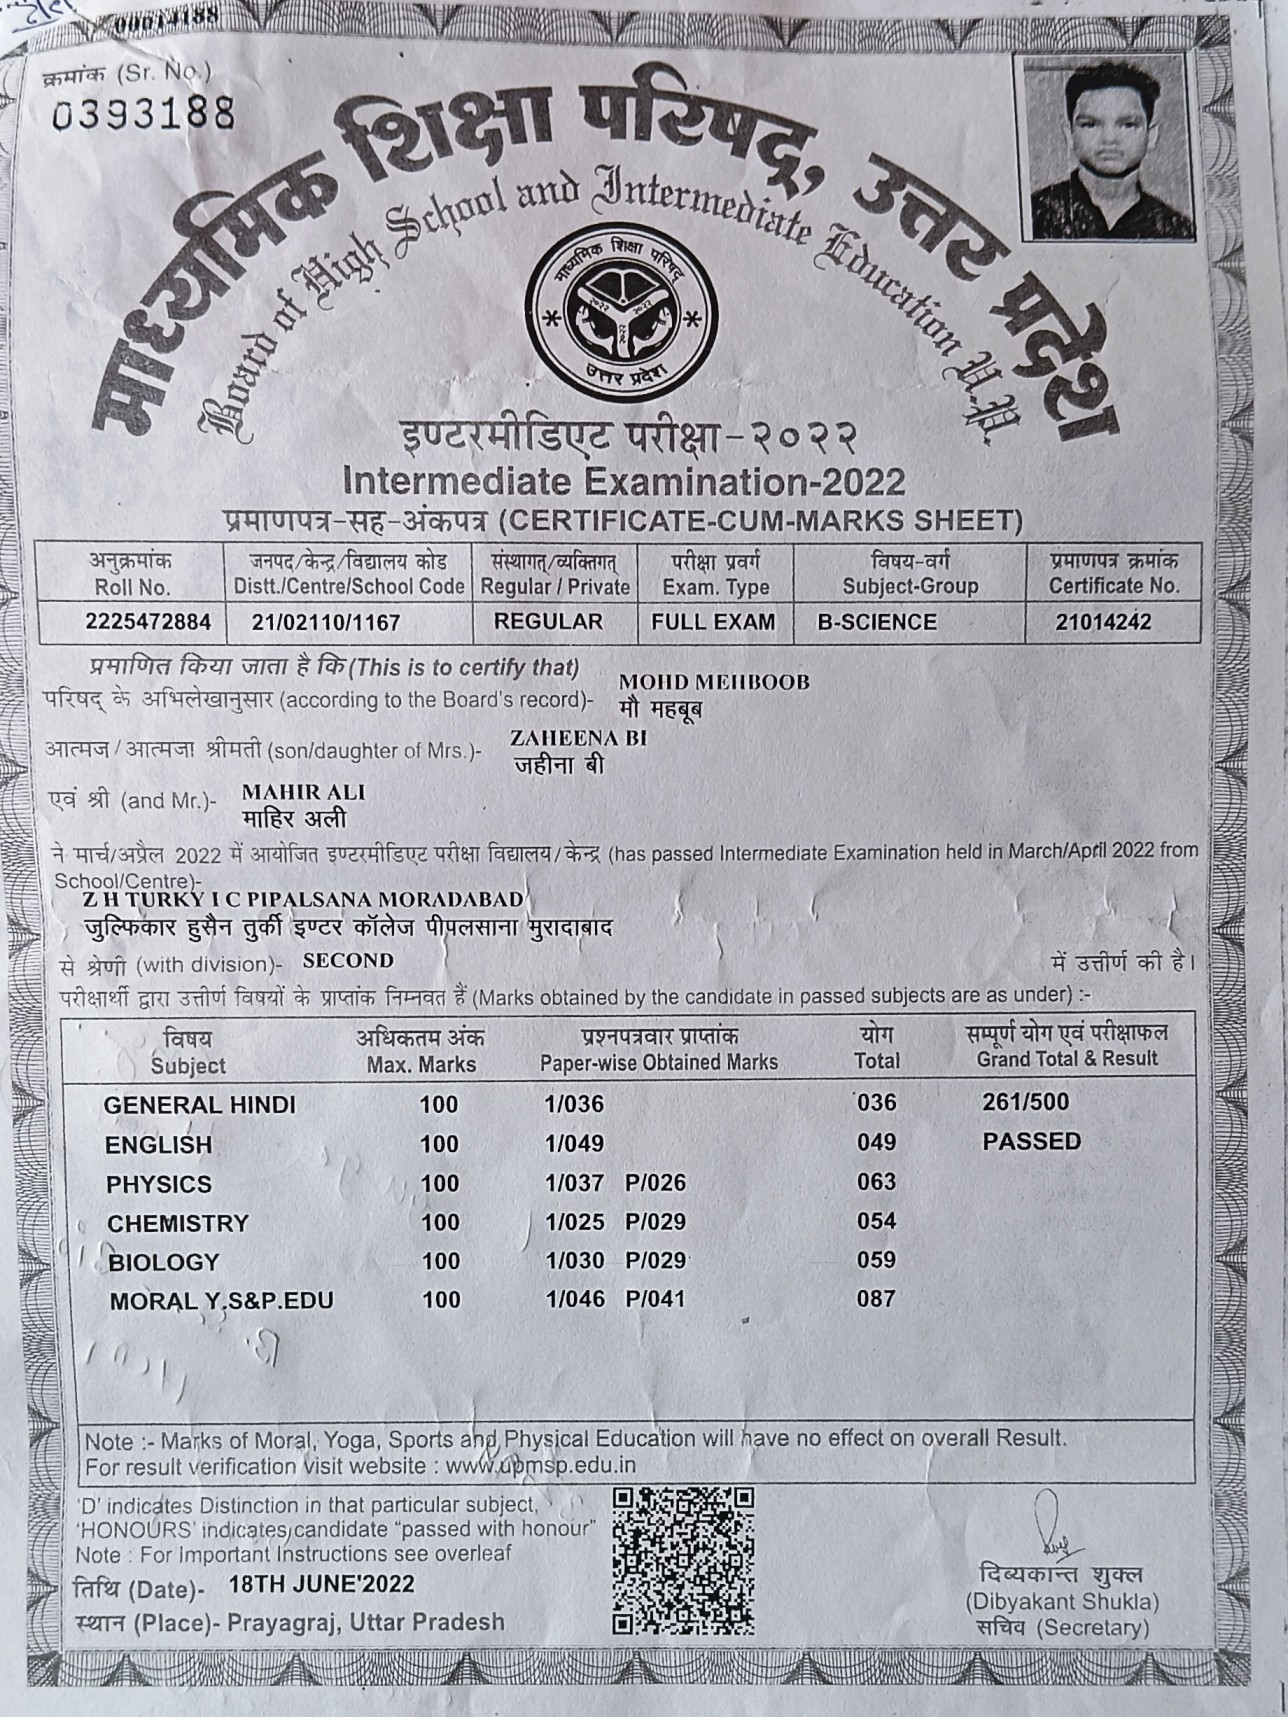 00014188
क्रमांक (Sr. No.)
0393188
माध्यमिक शिक्षा परिषद्, उत्तर प्रदेश
Board of High School and Intermediate Education U.P.
माध्यमिक शिक्षा परिषद्
उत्तर प्रदेश
इण्टरमीडिएट परीक्षा-२०२२
Intermediate Examination-2022
प्रमाणपत्र-सह-अंकपत्र (CERTIFICATE-CUM-MARKS SHEET)
अनुक्रमांक जनपद/केन्द्र/विद्यालय कोड संस्थागत्/व्यक्तिगत् परीक्षा प्रवर्ग विषय-वर्ग प्रमाणपत्र क्रमांक
Roll No. Distt./Centre/School Code Regular / Private Exam. Type Subject-Group Certificate No.
2225472884 21/02110/1167 REGULAR FULL EXAM B-SCIENCE 21014242
प्रमाणित किया जाता है कि (This is to certify that)
MOHD MEHBOOB
परिषद् के अभिलेखानुसार (according to the Board's record)- मौ महबूब
ZAHEENA BI
आत्मज / आत्मजा श्रीमती (son/daughter of Mrs.)- जहीना बी
एवं श्री (and Mr.)- MAHIR ALI
माहिर अली
ने मार्च/अप्रैल 2022 में आयोजित इण्टरमीडिएट परीक्षा विद्यालय/केन्द्र (has passed Intermediate Examination held in March/April 2022 from
School/Centre)-
Z H TURKY I C PIPALSANA MORADABAD
जुल्फिकार हुसैन तुर्की इण्टर कॉलेज पीपलसाना मुरादाबाद
से श्रेणी (with division)- SECOND में उत्तीर्ण की है।
परीक्षार्थी द्वारा उत्तीर्ण विषयों के प्राप्तांक निम्नवत हैं (Marks obtained by the candidate in passed subjects are as under) :-
विषय अधिकतम अंक प्रश्नपत्रवार प्राप्तांक योग सम्पूर्ण योग एवं परीक्षाफल
Subject Max. Marks Paper-wise Obtained Marks Total Grand Total & Result
GENERAL HINDI 100 1/036 036 261/500
ENGLISH 100 1/049 049 PASSED
PHYSICS 100 1/037 P/026 063
CHEMISTRY 100 1/025 P/029 054
BIOLOGY 100 1/030 P/029 059
MORAL Y,S&P.EDU 100 1/046 P/041 087
Note :- Marks of Moral, Yoga, Sports and Physical Education will have no effect on overall Result.
For result verification visit website : www.upmsp.edu.in
'D' indicates Distinction in that particular subject,
'HONOURS' indicates candidate "passed with honour"
Note : For Important Instructions see overleaf
तिथि (Date)- 18TH JUNE'2022
स्थान (Place)- Prayagraj, Uttar Pradesh
दिब्यकान्त शुक्ल
(Dibyakant Shukla)
सचिव (Secretary)